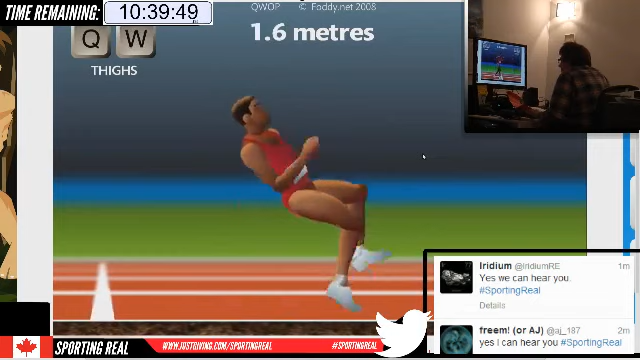 TIME REMAINING:
10:39:49
QWOP © Foddy.net 2008
1.6 metres
Q W
THIGHS
Iridium @IridiumRE 1m
Yes we can hear you.
#SportingReal
Details
freem! (or AJ) @aj_187 2m
yes I can hear you #SportingReal
SPORTING REAL
WWW.JUSTGIVING.COM/SPORTINGREAL
#SPORTINGREAL